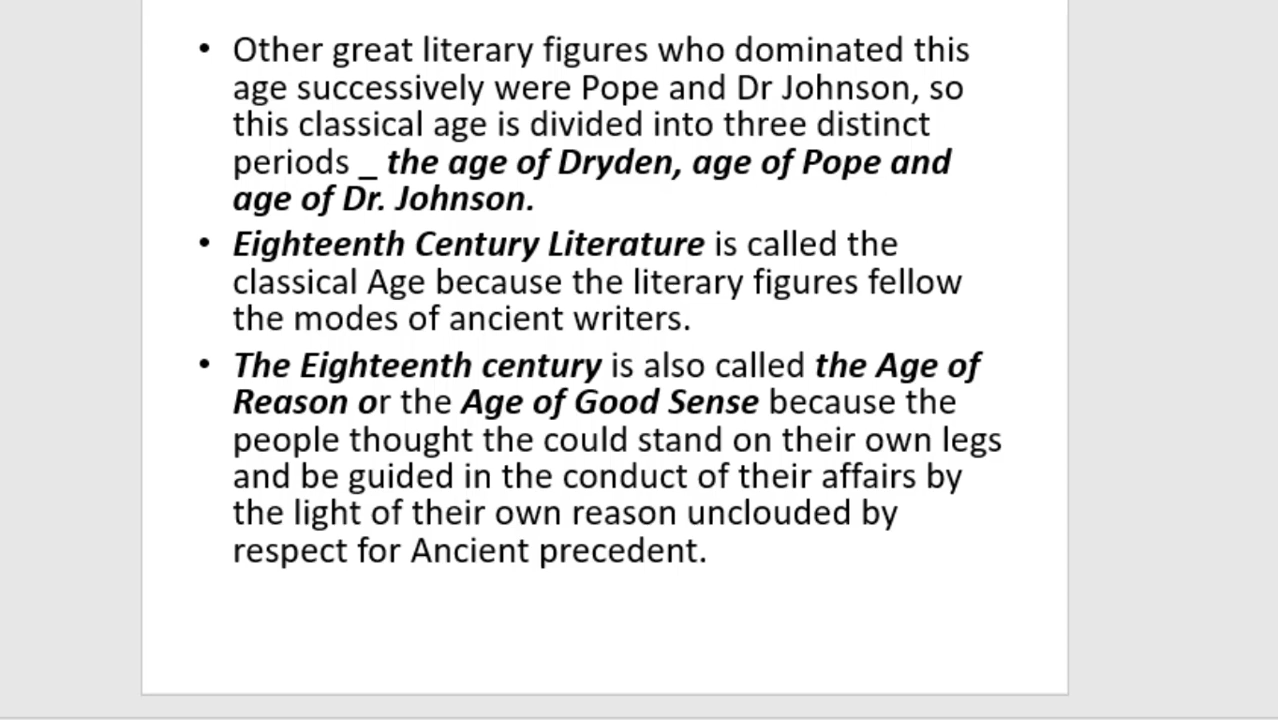 • Other great literary figures who dominated this
age successively were Pope and Dr Johnson, so
this classical age is divided into three distinct
periods _ the age of Dryden, age of Pope and
age of Dr. Johnson.
• Eighteenth Century Literature is called the
classical Age because the literary figures fellow
the modes of ancient writers.
• The Eighteenth century is also called the Age of
Reason or the Age of Good Sense because the
people thought the could stand on their own legs
and be guided in the conduct of their affairs by
the light of their own reason unclouded by
respect for Ancient precedent.